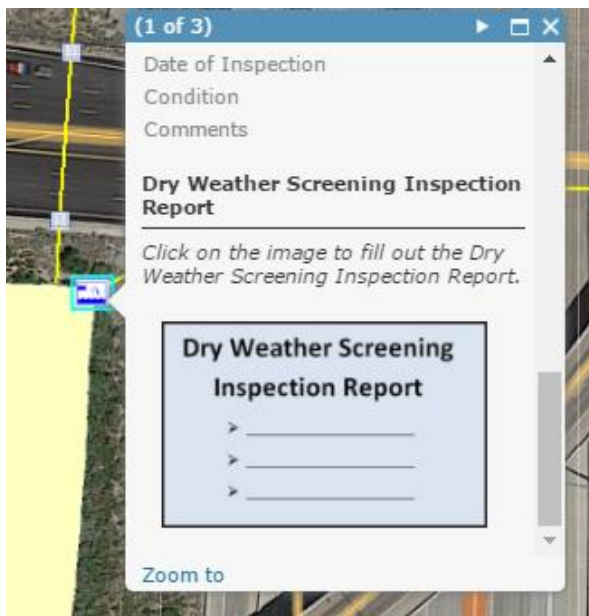 (1 of 3)
Date of Inspection
Condition
Comments
Dry Weather Screening Inspection
Report
Click on the image to fill out the Dry
Weather Screening Inspection Report.
Dry Weather Screening
Inspection Report
Zoom to